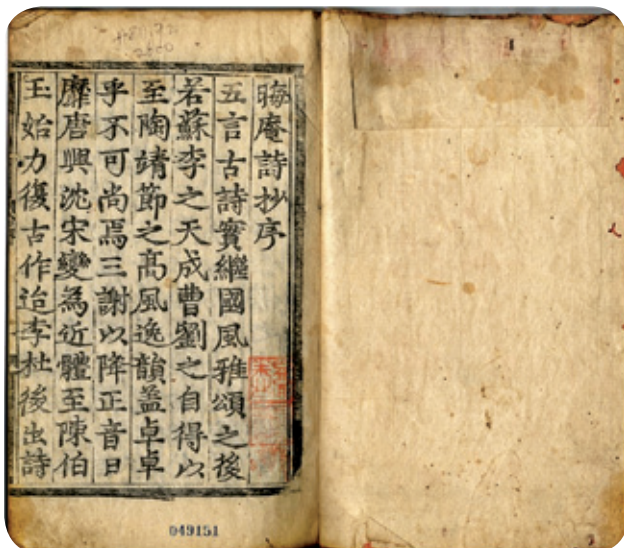 晦庵詩抄序
五言古詩實繼國風雅頌之後
若蘇李之天成曹劉之自得以
至陶靖節之高風逸韻蓋卓卓
乎不可尚焉三謝以降正音日
靡唐興沈宋變為近體至陳伯
玉始力復古作迨李杜後出詩
049151